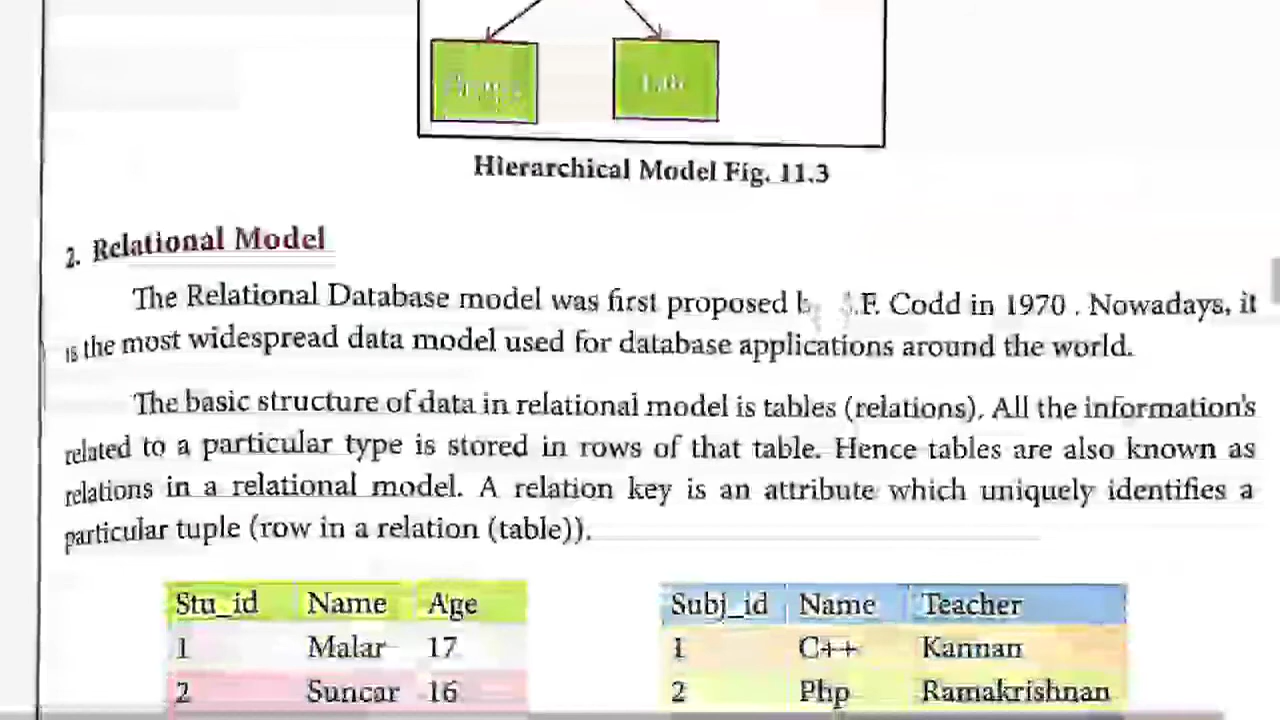 Lab
Hierarchical Model Fig. 11.3
2. Relational Model
The Relational Database model was first proposed .F. Codd in 1970 . Nowadays, it
is the most widespread data model used for database applications around the world.
The basic structure of data in relational model is tables (relations). All the information's
related to a particular type is stored in rows of that table. Hence tables are also known as
relations in a relational model. A relation key is an attribute which uniquely identifies a
particular tuple (row in a relation (table)).
Stu_id Name Age Subj_id Name Teacher
1 Malar 17 1 C++ Kannan
2 Suncar 16 2 Php Ramakrishnan